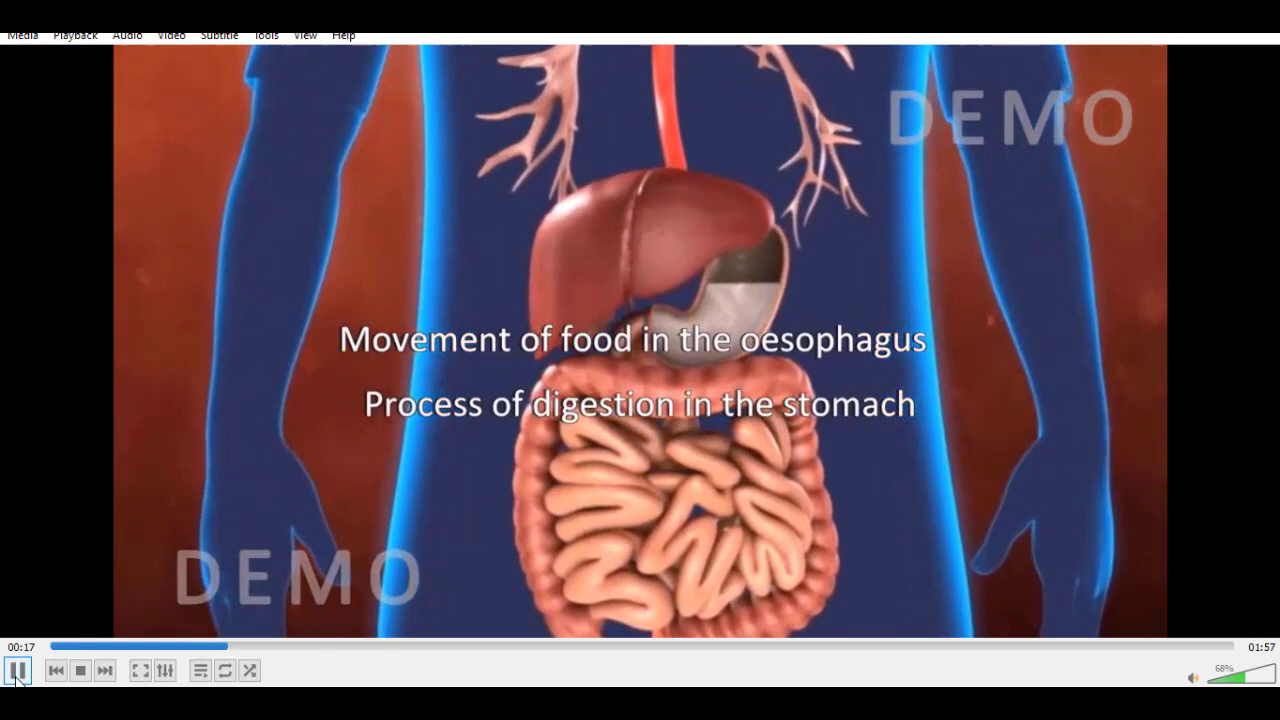 Media Playback Audio Video Subtitle Tools View Help
DEMO
Movement of food in the oesophagus
Process of digestion in the stomach
DEMO
00:17 01:57
68%